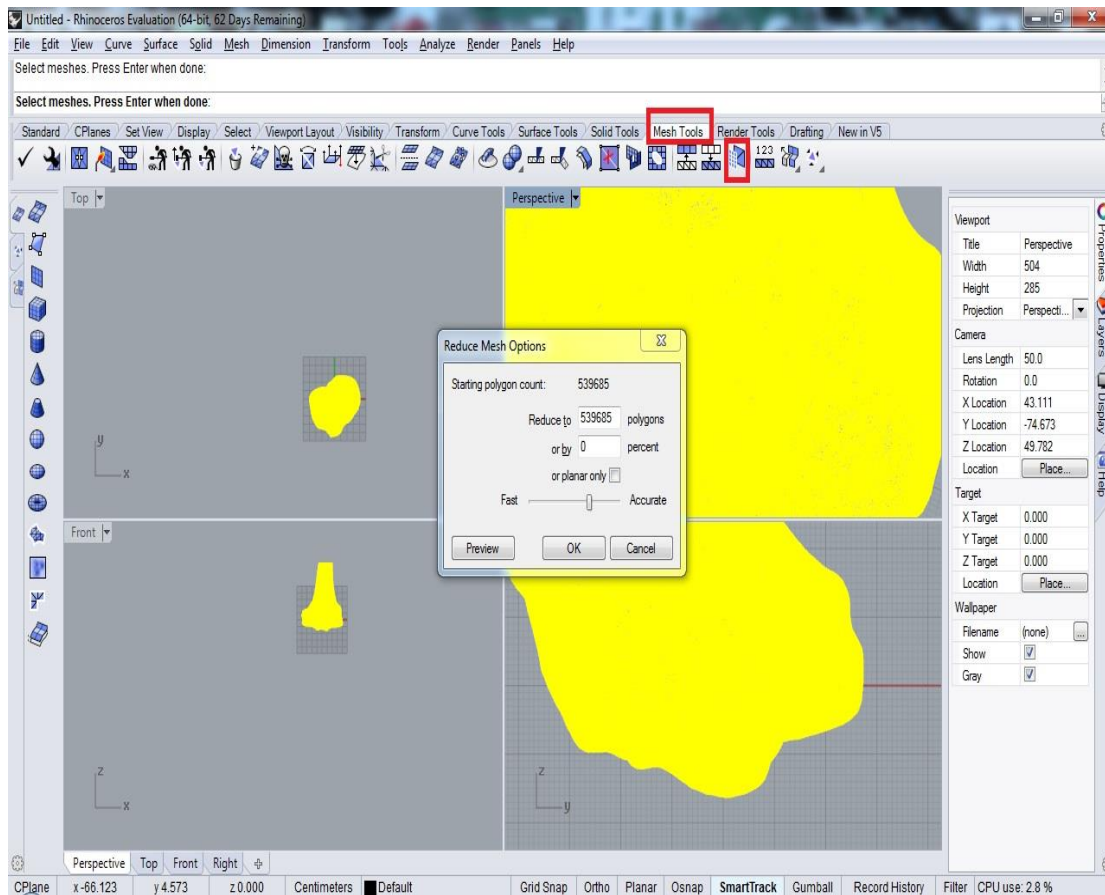 Untitled - Rhinoceros Evaluation (64-bit, 62 Days Remaining)
File Edit View Curve Surface Solid Mesh Dimension Transform Tools Analyze Render Panels Help
Select meshes. Press Enter when done:
Select meshes. Press Enter when done:
Standard CPlanes Set View Display Select Viewport Layout Visibility Transform Curve Tools Surface Tools Solid Tools Mesh Tools Render Tools Drafting New in V5
123
Top
Perspective
Viewport
Title Perspective
Width 504
Height 285
Projection Perspecti...
Camera
Lens Length 50.0
Rotation 0.0
X Location 43.111
Y Location -74.673
Z Location 49.782
Location Place...
Target
X Target 0.000
Y Target 0.000
Z Target 0.000
Location Place...
Wallpaper
Filename (none) ...
Show
Gray
Properties
Layers
Display
Help
Reduce Mesh Options
Starting polygon count: 539685
Reduce to 539685 polygons
or by 0 percent
or planar only
Fast Accurate
Preview OK Cancel
y
x
Front
z
x
z
y
Perspective Top Front Right
CPlane x -66.123 y 4.573 z 0.000 Centimeters Default Grid Snap Ortho Planar Osnap SmartTrack Gumball Record History Filter CPU use: 2.8 %